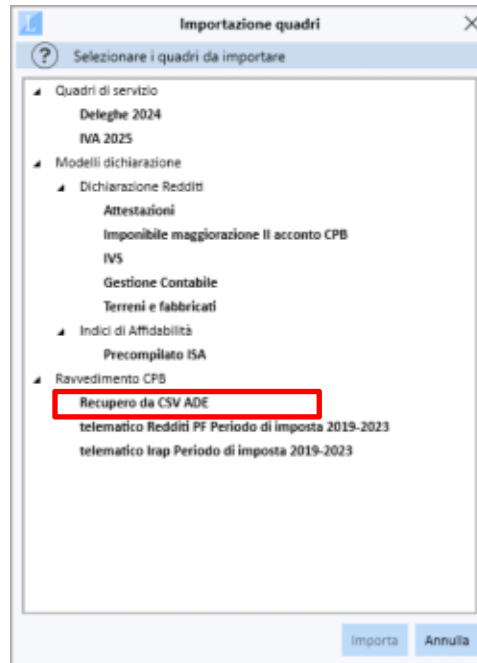 L
Importazione quadri
? Selezionare i quadri da importare
Quadri di servizio
Deleghe 2024
IVA 2025
Modelli dichiarazione
Dichiarazione Redditi
Attestazioni
Imponibile maggiorazione II acconto CPB
IVS
Gestione Contabile
Terreni e fabbricati
Indici di Affidabilità
Precompilato ISA
Ravvedimento CPB
Recupero da CSV ADE
telematico Redditi PF Periodo di imposta 2019-2023
telematico Irap Periodo di imposta 2019-2023
Importa Annulla